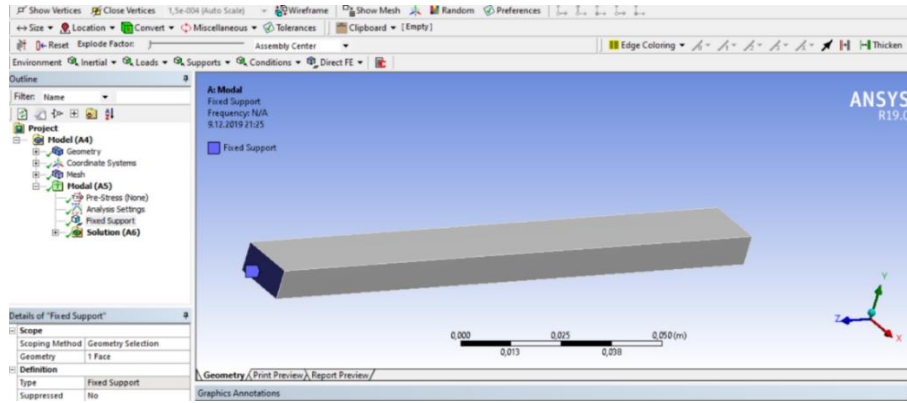 Show Vertices Close Vertices 1,5e-004 (Auto Scale) Wireframe Show Mesh Random Preferences
Size Location Convert Miscellaneous Tolerances Clipboard [Empty]
Reset Explode Factor: Assembly Center Edge Coloring Thicken
Environment Inertial Loads Supports Conditions Direct FE
Outline
Filter: Name
Project
Model (A4)
Geometry
Coordinate Systems
Mesh
Modal (A5)
Pre-Stress (None)
Analysis Settings
Fixed Support
Solution (A6)
A: Modal
Fixed Support
Frequency: N/A
9.12.2019 21:25
Fixed Support
ANSYS
R19.0
Y
Z
X
0,000 0,025 0,050 (m)
0,013 0,038
Details of "Fixed Support"
Scope
Scoping Method Geometry Selection
Geometry 1 Face
Definition
Type Fixed Support
Suppressed No
Geometry Print Preview Report Preview
Graphics Annotations